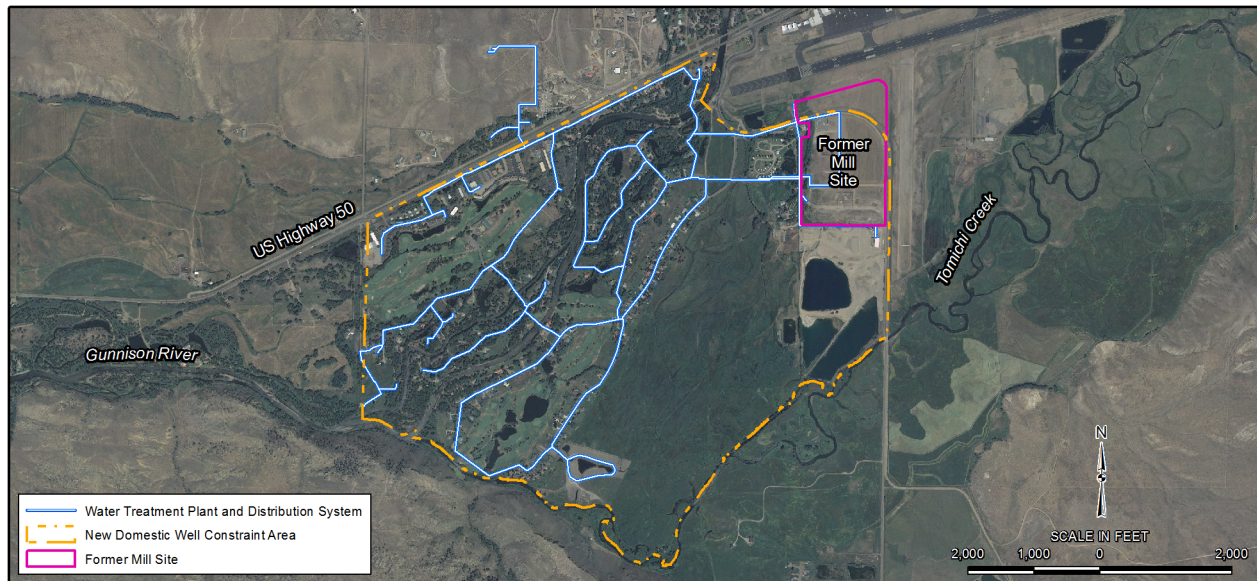 Former
Mill
Site
US Highway 50
Tomichi Creek
Gunnison River
N
SCALE IN FEET
2,000 1,000 0 2,000
Water Treatment Plant and Distribution System
New Domestic Well Constraint Area
Former Mill Site